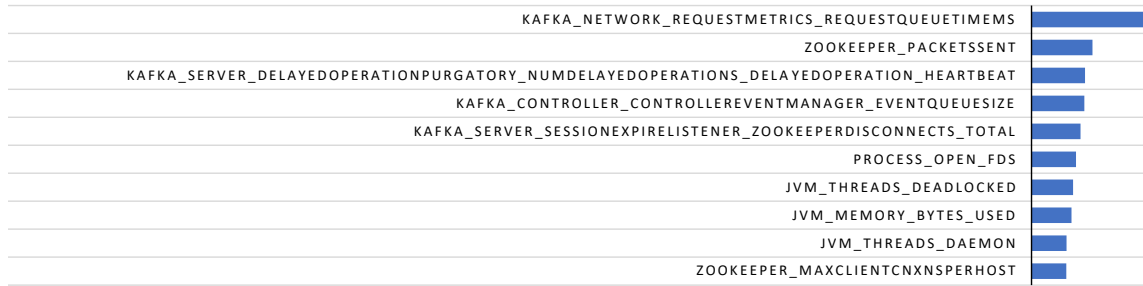 KAFKA_NETWORK_REQUESTMETRICS_REQUESTQUEUETIMEMS
ZOOKEEPER_PACKETSSENT
KAFKA_SERVER_DELAYEDOPERATIONPURGATORY_NUMDELAYEDOPERATIONS_DELAYEDOPERATION_HEARTBEAT
KAFKA_CONTROLLER_CONTROLLEREVENTMANAGER_EVENTQUEUESIZE
KAFKA_SERVER_SESSIONEXPIRELISTENER_ZOOKEEPERDISCONNECTS_TOTAL
PROCESS_OPEN_FDS
JVM_THREADS_DEADLOCKED
JVM_MEMORY_BYTES_USED
JVM_THREADS_DAEMON
ZOOKEEPER_MAXCLIENTCNXNSPERHOST